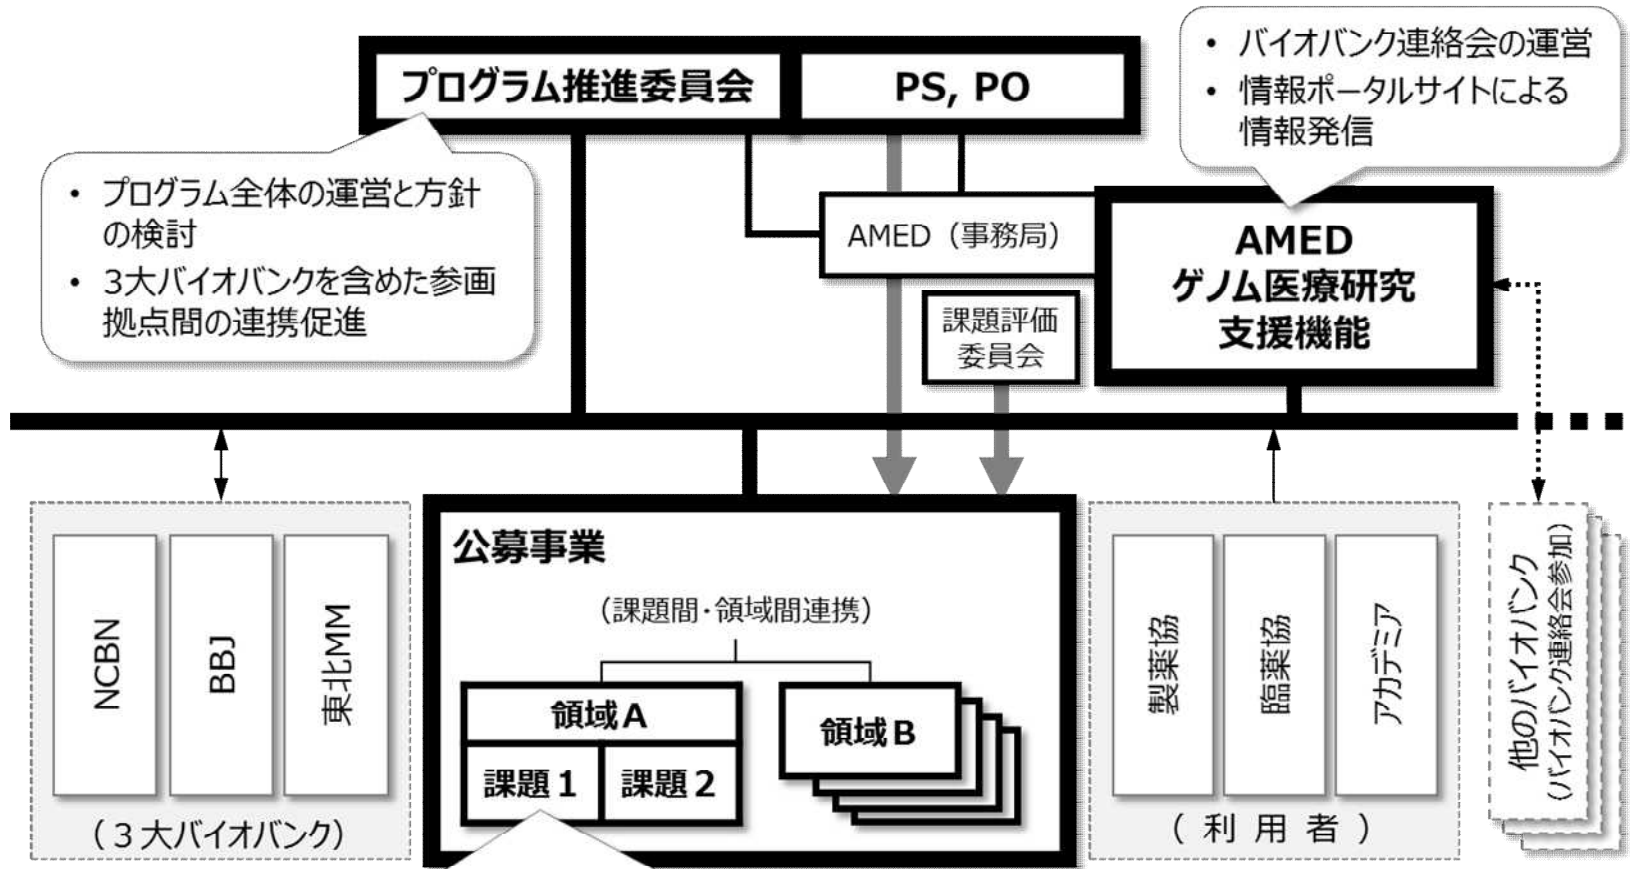 プログラム推進委員会
PS, PO
• バイオバンク連絡会の運営
• 情報ポータルサイトによる
情報発信
• プログラム全体の運営と方針
の検討
• 3大バイオバンクを含めた参画
拠点間の連携促進
AMED（事務局）
AMED
ゲノム医療研究
支援機能
課題評価
委員会
NCBN
BBJ
東北MM
（3大バイオバンク）
公募事業
（課題間・領域間連携）
領域A
課題1
課題2
領域B
製薬協
臨薬協
アカデミア
（利用者）
他のバイオバンク
（バイオバンク連絡会参加）